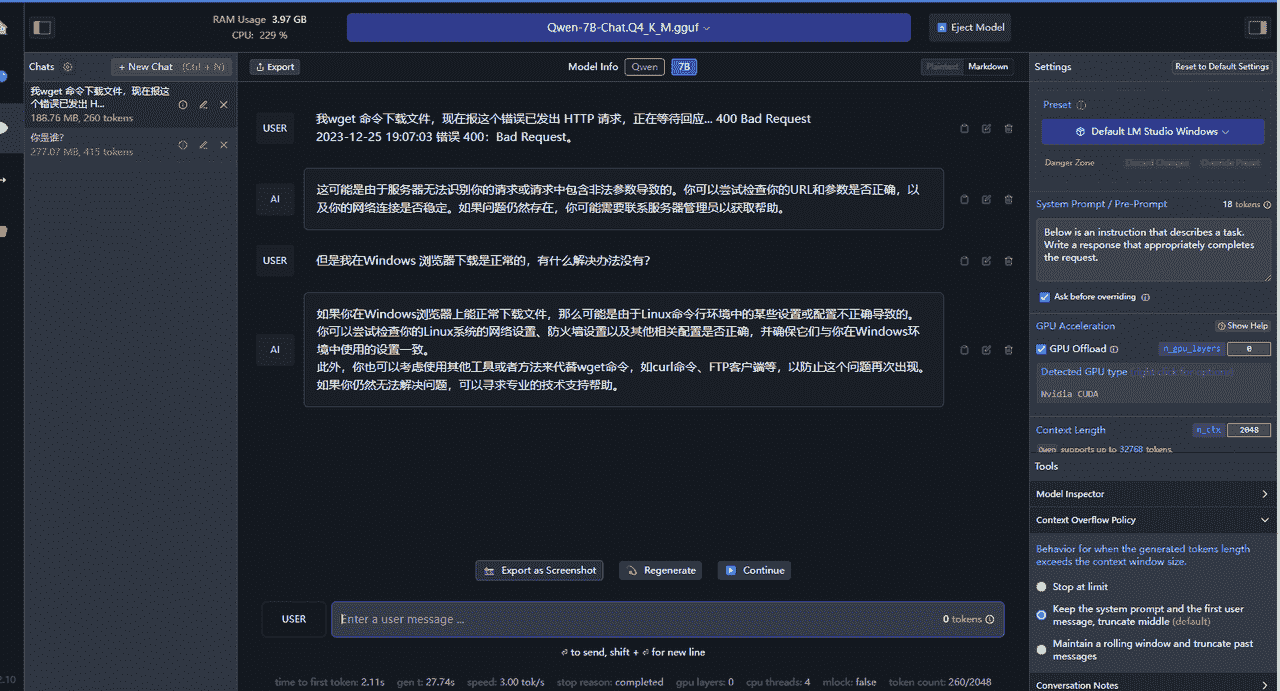 RAM Usage 3.97 GB
CPU: 229 %
Qwen-7B-Chat.Q4_K_M.gguf
Eject Model
Chats
+ New Chat (Ctrl + N)
Export
Model Info Qwen 7B
Plaintext Markdown
Settings
Reset to Default Settings
我wget 命令下载文件，现在报这
个错误已发出 H...
188.76 MB, 260 tokens
你是谁?
277.07 MB, 415 tokens
USER
我wget 命令下载文件，现在报这个错误已发出 HTTP 请求，正在等待回应... 400 Bad Request
2023-12-25 19:07:03 错误 400：Bad Request。
AI
这可能是由于服务器无法识别你的请求或请求中包含非法参数导致的。你可以尝试检查你的URL和参数是否正确，以
及你的网络连接是否稳定。如果问题仍然存在，你可能需要联系服务器管理员以获取帮助。
USER
但是我在Windows 浏览器下载是正常的，有什么解决办法没有?
AI
如果你在Windows浏览器上能正常下载文件，那么可能是由于Linux命令行环境中的某些设置或配置不正确导致的。
你可以尝试检查你的Linux系统的网络设置、防火墙设置以及其他相关配置是否正确，并确保它们与你在Windows环
境中使用的设置一致。
此外，你也可以考虑使用其他工具或者方法来代替wget命令，如curl命令、FTP客户端等，以防止这个问题再次出现。
如果你仍然无法解决问题，可以寻求专业的技术支持帮助。
Export as Screenshot
Regenerate
Continue
USER
Enter a user message ...
0 tokens
⏎ to send, shift + ⏎ for new line
time to first token: 2.11s gen t: 27.74s speed: 3.00 tok/s stop reason: completed gpu layers: 0 cpu threads: 4 mlock: false token count: 260/2048
Preset
Default LM Studio Windows
Danger Zone Discard Changes Override Preset
System Prompt / Pre-Prompt 18 tokens
Below is an instruction that describes a task.
Write a response that appropriately completes
the request.
Ask before overriding
GPU Acceleration Show Help
GPU Offload n_gpu_layers 0
Detected GPU type
Nvidia CUDA
Context Length n_ctx 2048
Qwen supports up to 32768 tokens.
Tools
Model Inspector
Context Overflow Policy
Behavior for when the generated tokens length
exceeds the context window size.
Stop at limit
Keep the system prompt and the first user
message, truncate middle (default)
Maintain a rolling window and truncate past
messages
Conversation Notes
2.10